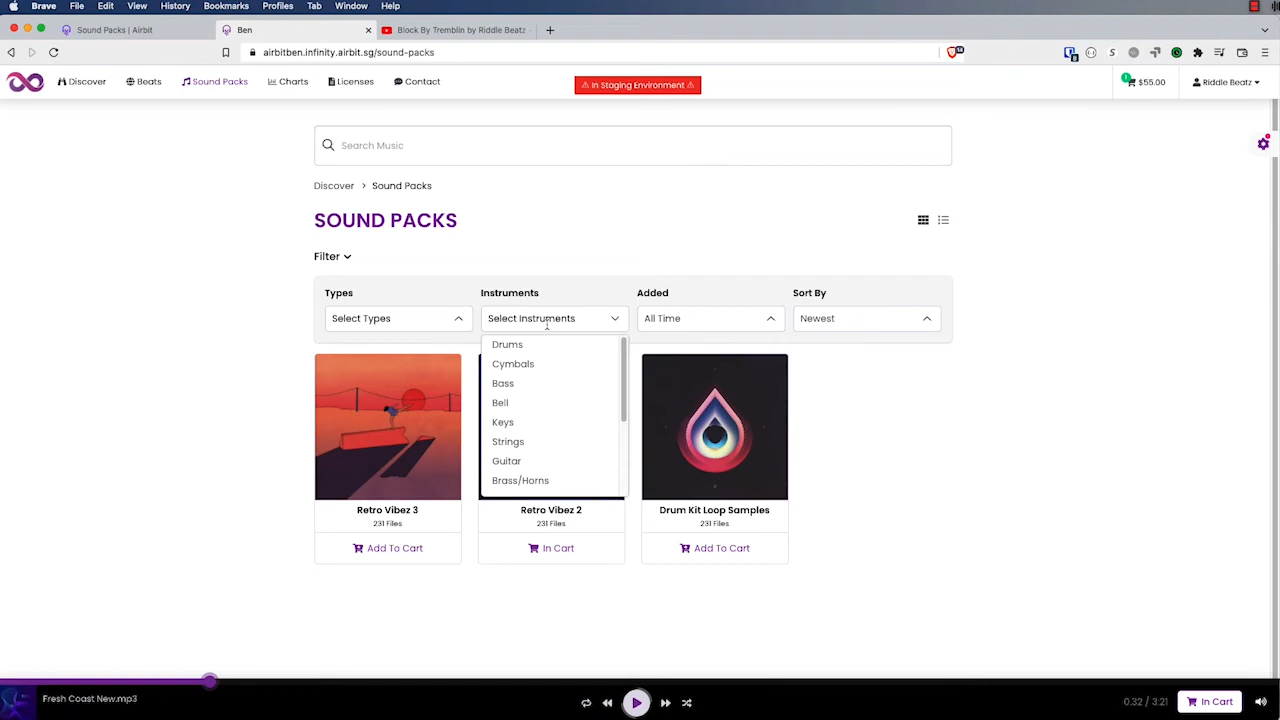 Brave File Edit View History Bookmarks Profiles Tab Window Help
Sound Packs | Airbit
Ben
Block By Tremblin by Riddle Beatz
airbitben.infinity.airbit.sg/sound-packs
Discover
Beats
Sound Packs
Charts
Licenses
Contact
⚠ In Staging Environment ⚠
1
$55.00
Riddle Beatz
Search Music
Discover > Sound Packs
SOUND PACKS
Filter
Types
Instruments
Added
Sort By
Select Types
Select Instruments
All Time
Newest
Drums
Cymbals
Bass
Bell
Keys
Strings
Guitar
Brass/Horns
Retro Vibez 3
231 Files
Add To Cart
Retro Vibez 2
231 Files
In Cart
Drum Kit Loop Samples
231 Files
Add To Cart
Fresh Coast New.mp3
0:32 / 3:21
In Cart